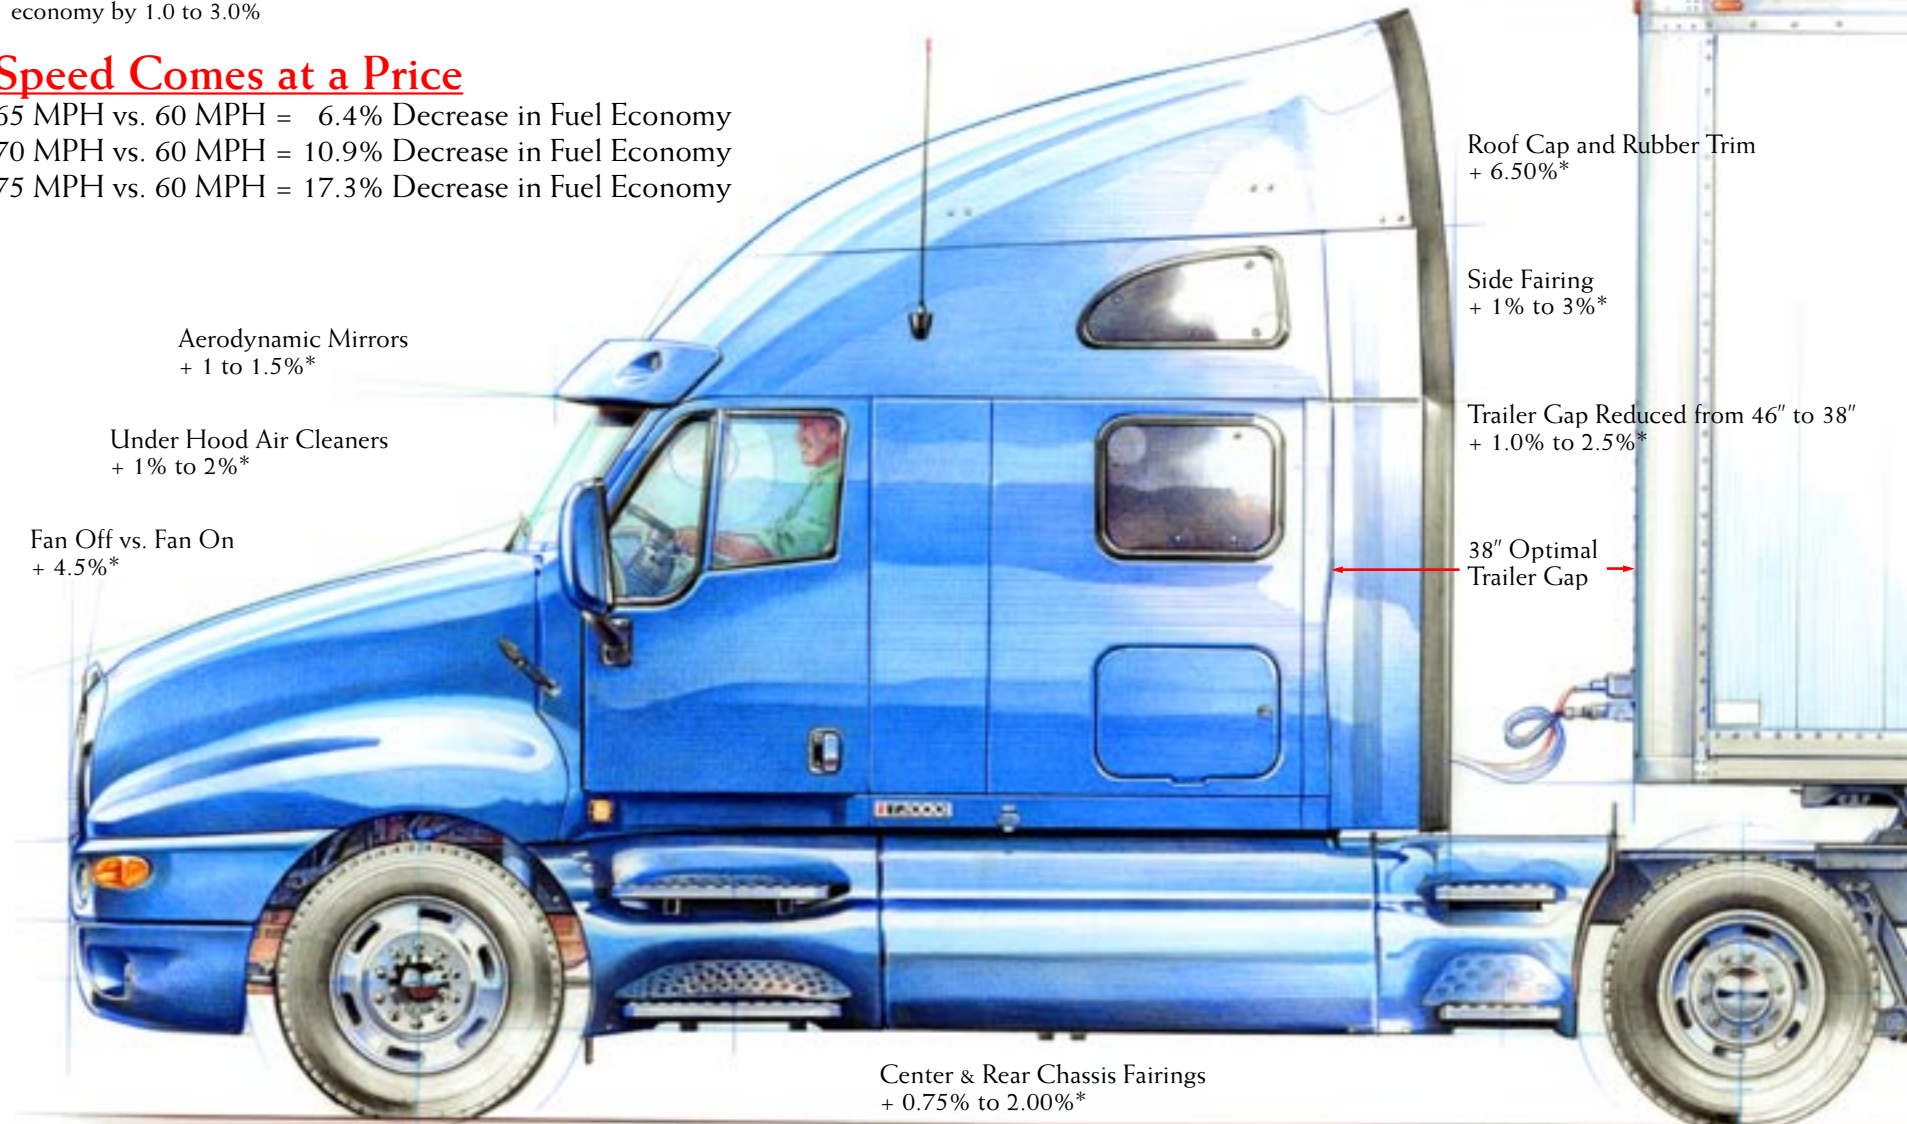 economy by 1.0 to 3.0%
Speed Comes at a Price
65 MPH vs. 60 MPH = 6.4% Decrease in Fuel Economy
70 MPH vs. 60 MPH = 10.9% Decrease in Fuel Economy
75 MPH vs. 60 MPH = 17.3% Decrease in Fuel Economy
Roof Cap and Rubber Trim
+ 6.50%*
Side Fairing
+ 1% to 3%*
Aerodynamic Mirrors
+ 1 to 1.5%*
Trailer Gap Reduced from 46" to 38"
+ 1.0% to 2.5%*
Under Hood Air Cleaners
+ 1% to 2%*
Fan Off vs. Fan On
+ 4.5%*
38" Optimal
Trailer Gap
T2000
Center & Rear Chassis Fairings
+ 0.75% to 2.00%*